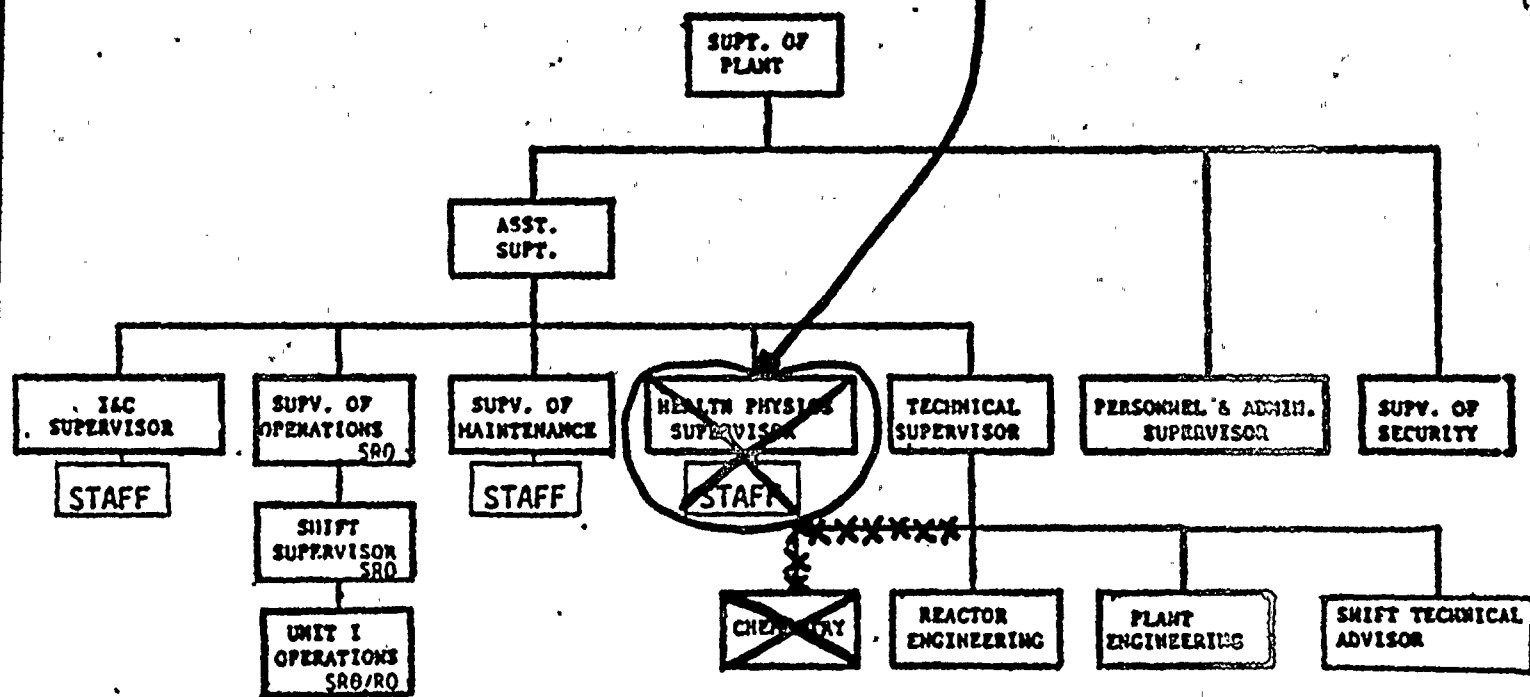 SUPT. OF
PLANT
ASST.
SUPT.
I&C
SUPERVISOR
STAFF
SUPV. OF
OPERATIONS
SRO
SHIFT
SUPERVISOR
SRO
UNIT I
OPERATIONS
SRO/RO
SUPV. OF
MAINTENANCE
STAFF
HEALTH PHYSICS
SUPERVISOR
STAFF
TECHNICAL
SUPERVISOR
PERSONNEL & ADMIN.
SUPERVISOR
SUPV. OF
SECURITY
CHEMISTRY
REACTOR
ENGINEERING
PLANT
ENGINEERING
SHIFT TECHNICAL
ADVISOR